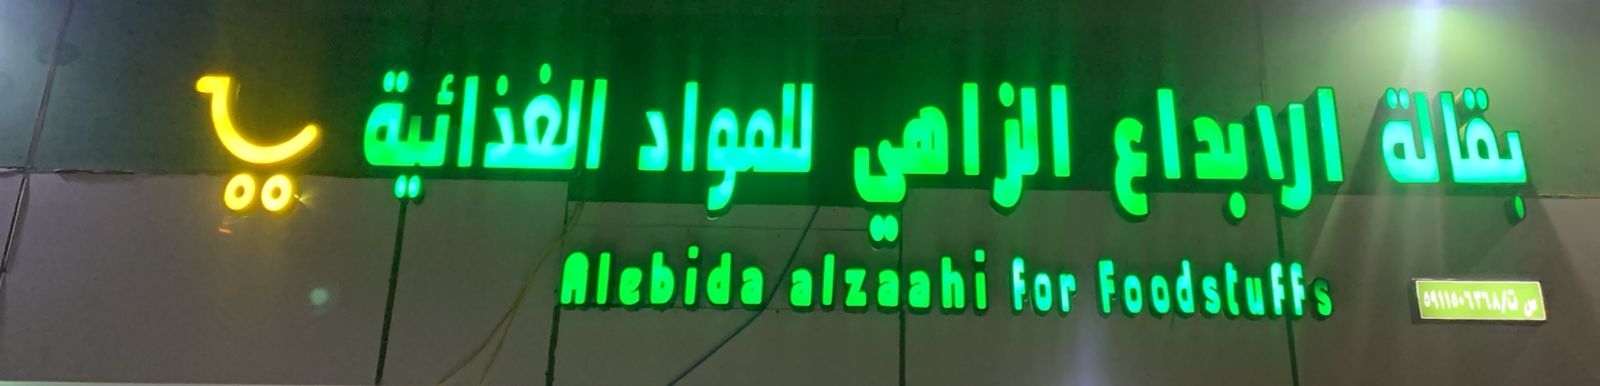 بقالة الابداع الزاهي للمواد الغذائية
Alebida alzaahi for Foodstuffs
س/ت ٥٩١١٥٠٦٣٦٨